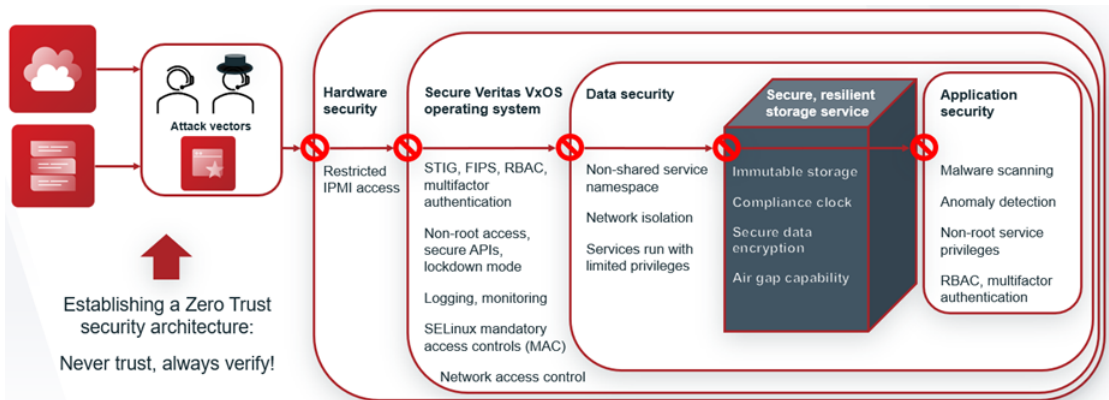 Attack vectors
Establishing a Zero Trust
security architecture:
Never trust, always verify!
Hardware
security
Restricted
IPMI access
Secure Veritas VxOS
operating system
STIG, FIPS, RBAC,
multifactor
authentication
Non-root access,
secure APIs,
lockdown mode
Logging, monitoring
SELinux mandatory
access controls (MAC)
Network access control
Data security
Non-shared service
namespace
Network isolation
Services run with
limited privileges
Secure, resilient
storage service
Immutable storage
Compliance clock
Secure data
encryption
Air gap capability
Application
security
Malware scanning
Anomaly detection
Non-root service
privileges
RBAC, multifactor
authentication